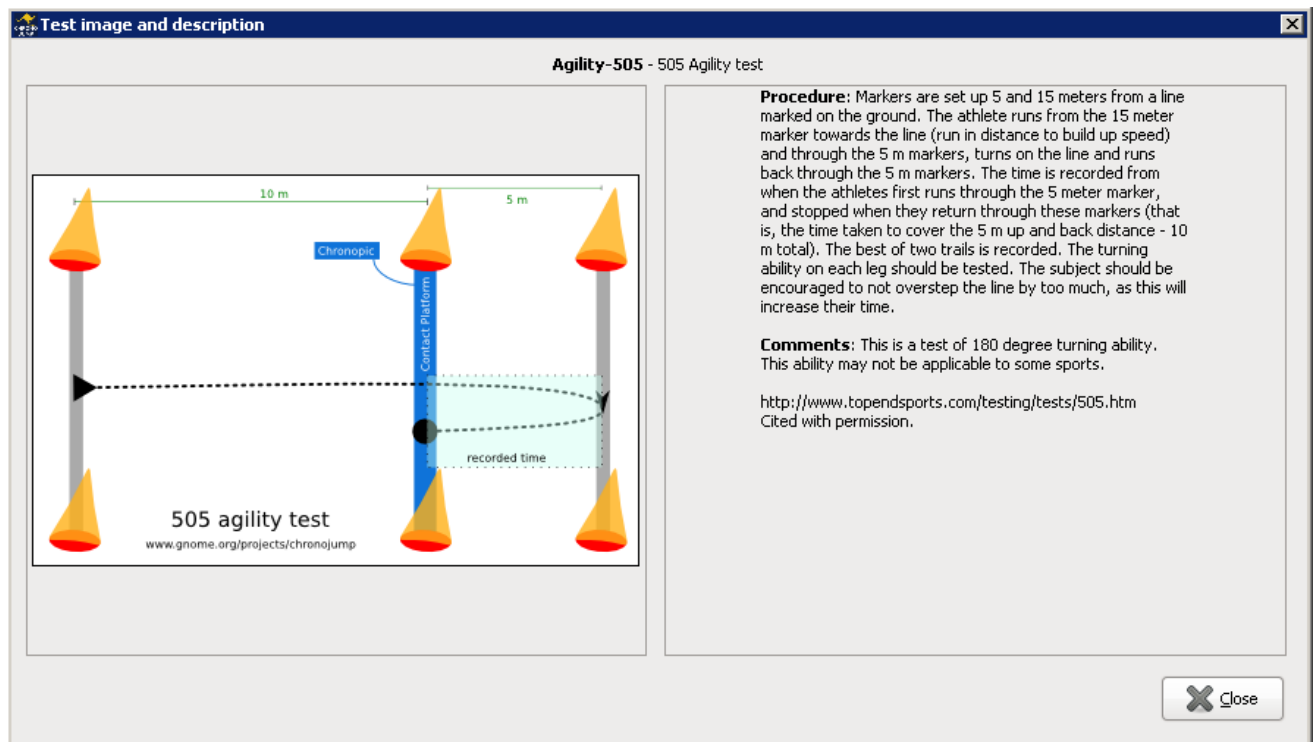 Test image and description
Agility-505 - 505 Agility test
10 m
5 m
Chronopic
Contact Platform
recorded time
505 agility test
www.gnome.org/projects/chronojump
Procedure: Markers are set up 5 and 15 meters from a line
marked on the ground. The athlete runs from the 15 meter
marker towards the line (run in distance to build up speed)
and through the 5 m markers, turns on the line and runs
back through the 5 m markers. The time is recorded from
when the athletes first runs through the 5 meter marker,
and stopped when they return through these markers (that
is, the time taken to cover the 5 m up and back distance - 10
m total). The best of two trails is recorded. The turning
ability on each leg should be tested. The subject should be
encouraged to not overstep the line by too much, as this will
increase their time.
Comments: This is a test of 180 degree turning ability.
This ability may not be applicable to some sports.
http://www.topendsports.com/testing/tests/505.htm
Cited with permission.
Close